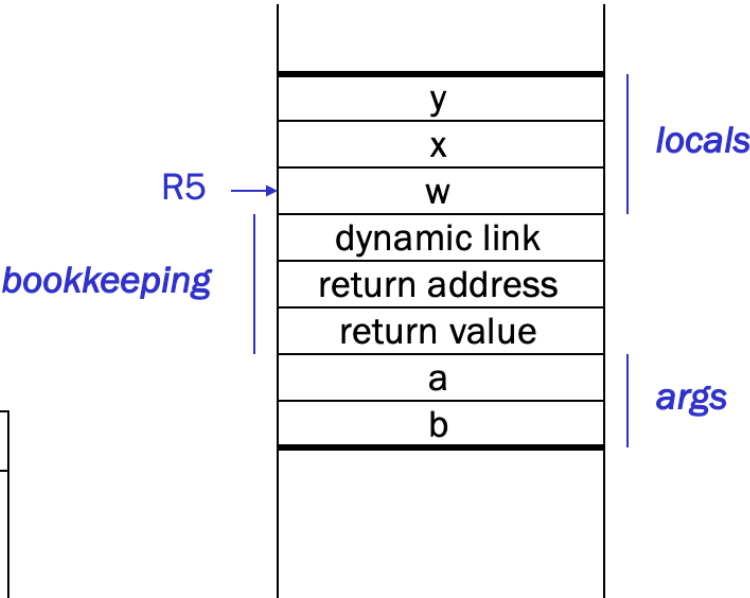 y
locals
x
R5
w
dynamic link
bookkeeping
return address
return value
a
args
b